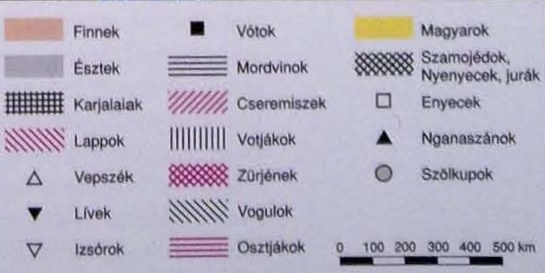 Finnek
Észtek
Karjalaiak
Lappok
Vepszék
Lívek
Izsórok
Vótok
Mordvinok
Cseremiszek
Votjákok
Zürjének
Vogulok
Osztjákok
Magyarok
Szamojédok,
Nyenyecek, jurák
Enyecek
Nganaszánok
Szölkupok
0 100 200 300 400 500 km